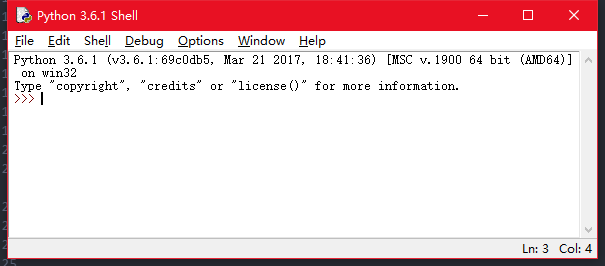 Python 3.6.1 Shell
File Edit Shell Debug Options Window Help
Python 3.6.1 (v3.6.1:69c0db5, Mar 21 2017, 18:41:36) [MSC v.1900 64 bit (AMD64)]
on win32
Type "copyright", "credits" or "license()" for more information.
>>>
Ln: 3 Col: 4